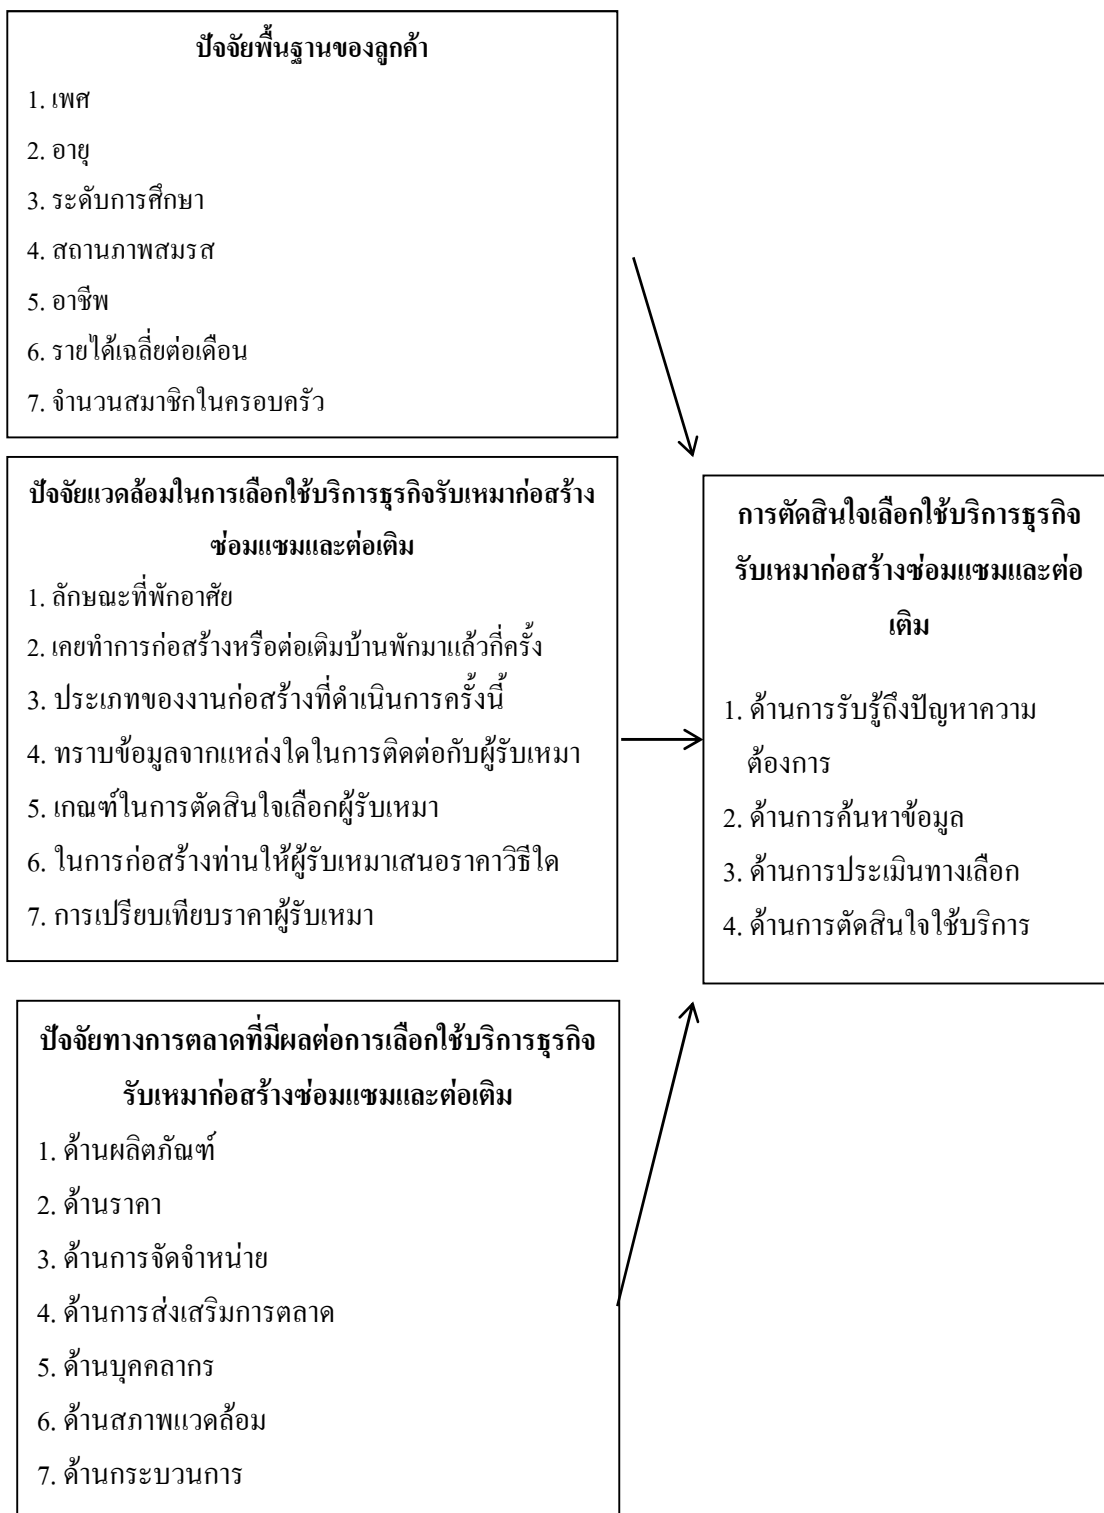 ปัจจัยพื้นฐานของลูกค้า
1. เพศ
2. อายุ
3. ระดับการศึกษา
4. สถานภาพสมรส
5. อาชีพ
6. รายได้เฉลี่ยต่อเดือน
7. จำนวนสมาชิกในครอบครัว
ปัจจัยแวดล้อมในการเลือกใช้บริการธุรกิจรับเหมาก่อสร้าง
ซ่อมแซมและต่อเติม
1. ลักษณะที่พักอาศัย
2. เคยทำการก่อสร้างหรือต่อเติมบ้านพักมาแล้วกี่ครั้ง
3. ประเภทของงานก่อสร้างที่ดำเนินการครั้งนี้
4. ทราบข้อมูลจากแหล่งใดในการติดต่อกับผู้รับเหมา
5. เกณฑ์ในการตัดสินใจเลือกผู้รับเหมา
6. ในการก่อสร้างท่านให้ผู้รับเหมาเสนอราคาวิธีใด
7. การเปรียบเทียบราคาผู้รับเหมา
ปัจจัยทางการตลาดที่มีผลต่อการเลือกใช้บริการธุรกิจ
รับเหมาก่อสร้างซ่อมแซมและต่อเติม
1. ด้านผลิตภัณฑ์
2. ด้านราคา
3. ด้านการจัดจำหน่าย
4. ด้านการส่งเสริมการตลาด
5. ด้านบุคคลากร
6. ด้านสภาพแวดล้อม
7. ด้านกระบวนการ
การตัดสินใจเลือกใช้บริการธุรกิจ
รับเหมาก่อสร้างซ่อมแซมและต่อ
เติม
1. ด้านการรับรู้ถึงปัญหาความ
ต้องการ
2. ด้านการค้นหาข้อมูล
3. ด้านการประเมินทางเลือก
4. ด้านการตัดสินใจใช้บริการ